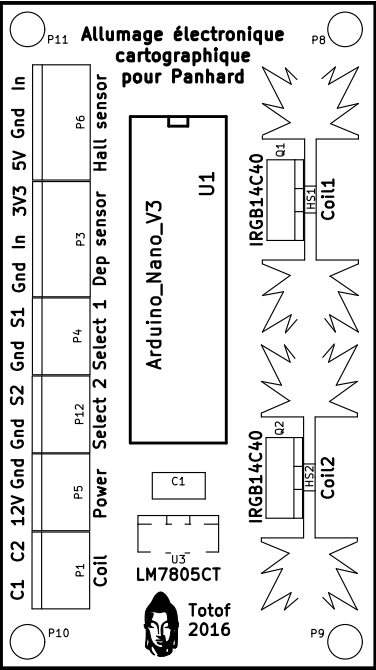 Allumage électronique
cartographique
pour Panhard
P11
P8
In
Gnd
5V
P6
Hall sensor
3V3
In
Gnd
P3
Dep sensor
S1
Gnd
P4
Select 1
S2
Gnd
P12
Select 2
Gnd
12V
P5
Power
C2
C1
P1
Coil
U1
Arduino_Nano_V3
C1
U3
LM7805CT
Q1
IRGB14C40
HS1
Coil1
Q2
IRGB14C40
HS2
Coil2
Totof
2016
P10
P9